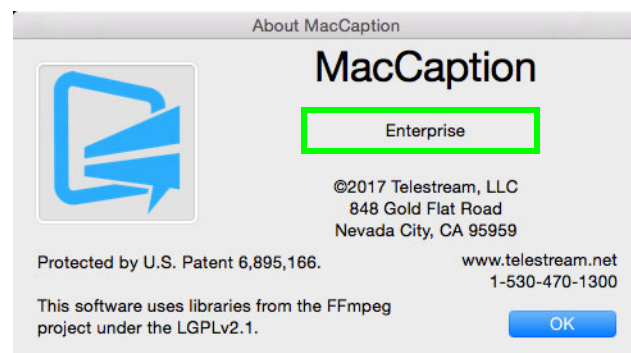 About MacCaption
MacCaption
Enterprise
©2017 Telestream, LLC
848 Gold Flat Road
Nevada City, CA 95959
Protected by U.S. Patent 6,895,166.
www.telestream.net
1-530-470-1300
This software uses libraries from the FFmpeg
project under the LGPLv2.1.
OK